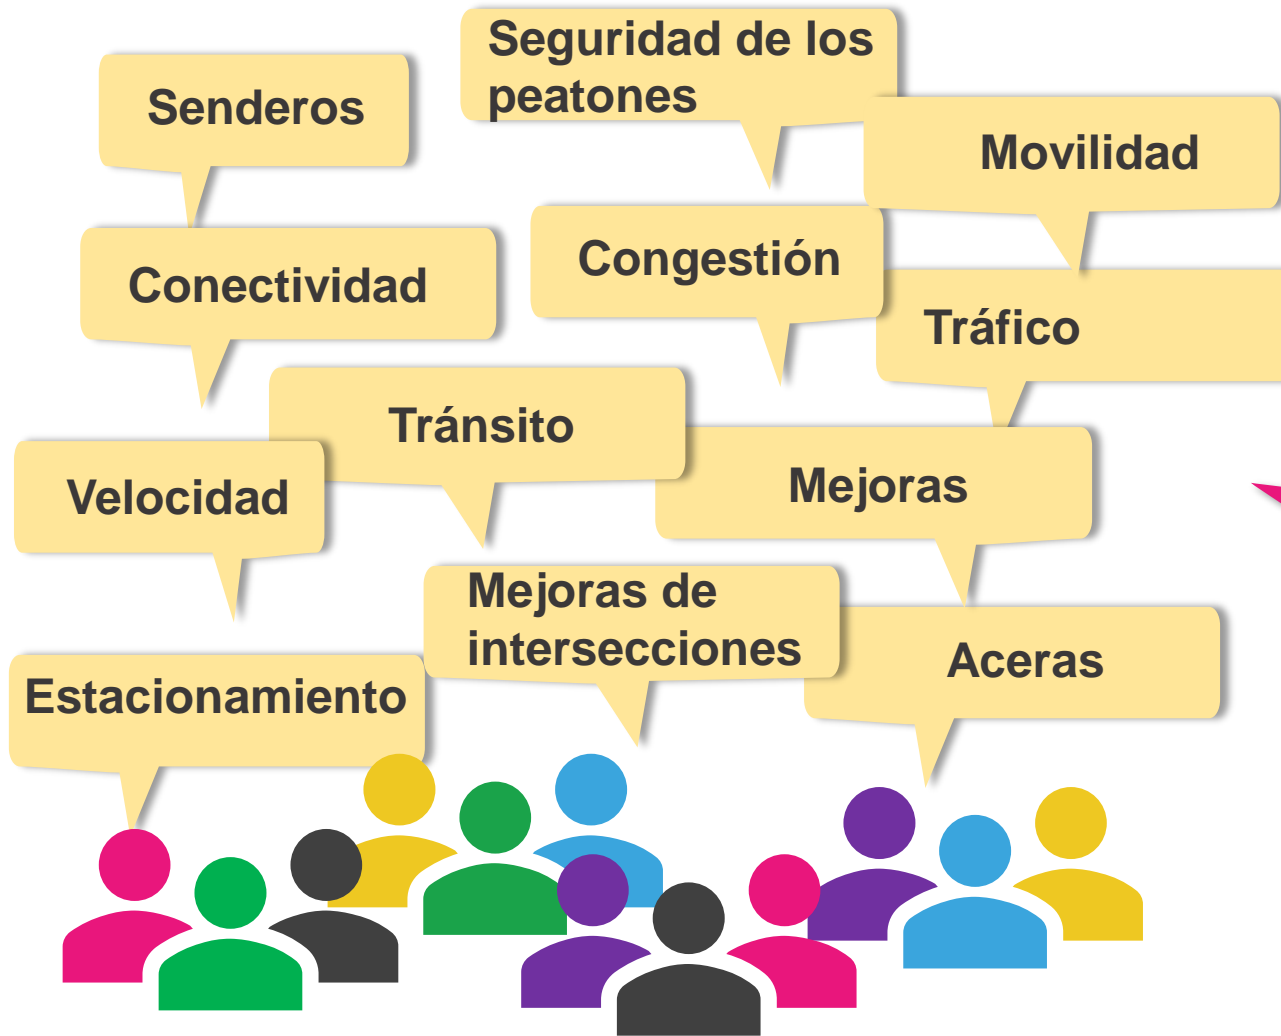 Seguridad de los
peatones
Senderos
Movilidad
Congestión
Conectividad
Tráfico
Tránsito
Mejoras
Velocidad
Mejoras de
intersecciones
Aceras
Estacionamiento